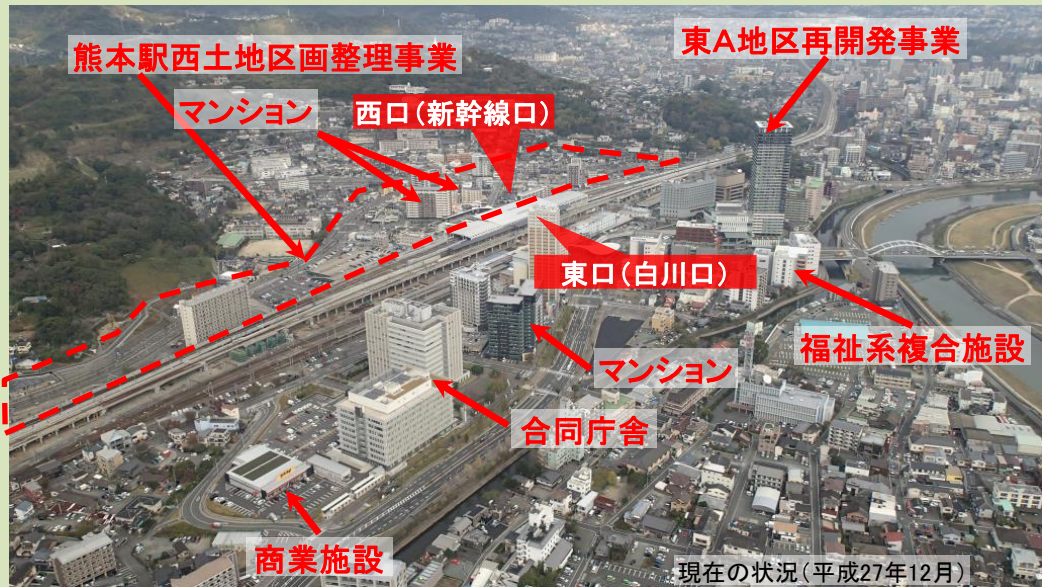 東A地区再開発事業
熊本駅西土地区画整理事業
マンション
西口(新幹線口)
東口(白川口)
福祉系複合施設
マンション
合同庁舎
商業施設
現在の状況(平成27年12月)